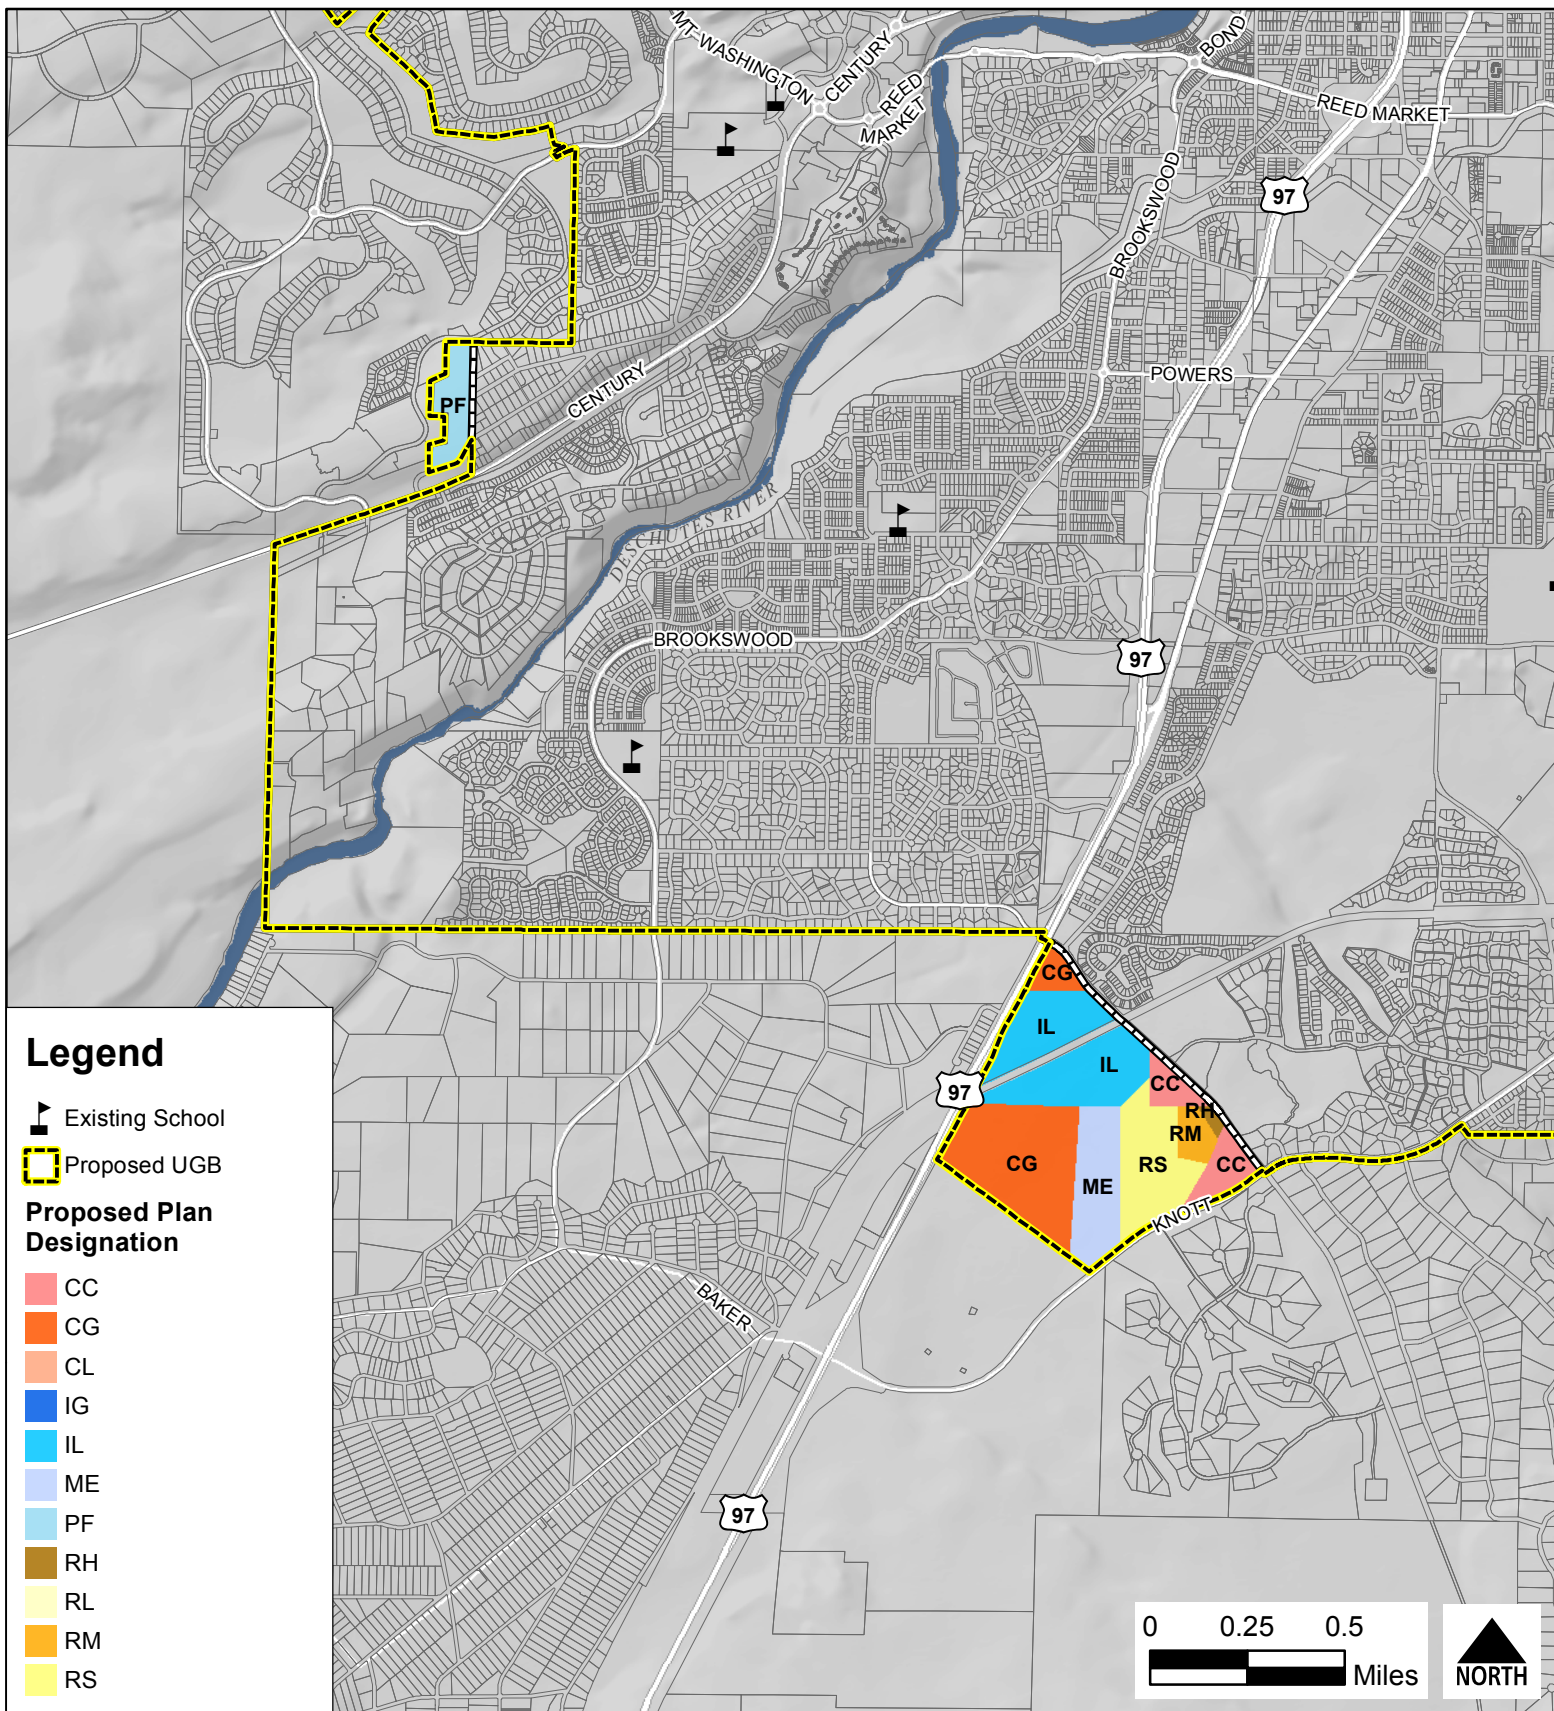 MT WASHINGTON
CENTURY
REED
MARKET
BOND
REED MARKET
BROOKSWOOD
97
POWERS
CENTURY
PF
DESCHUTES RIVER
BROOKSWOOD
97
CG
IL
IL
CC
97
RH
RM
CG
RS
CC
ME
KNOTT
BAKER
97
Legend
Existing School
Proposed UGB
Proposed Plan
Designation
CC
CG
CL
IG
IL
ME
PF
RH
RL
RM
RS
0 0.25 0.5
Miles
NORTH